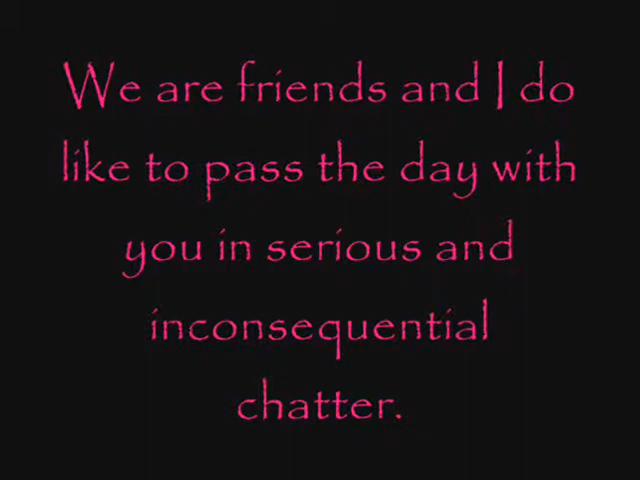 We are friends and I do
like to pass the day with
you in serious and
inconsequential
chatter.